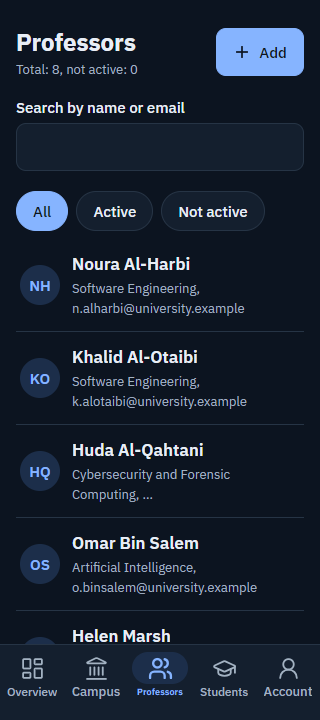 Professors
Total: 8, not active: 0
Add
Search by name or email
All
Active
Not active
NH
Noura Al-Harbi
Software Engineering,
n.alharbi@university.example
KO
Khalid Al-Otaibi
Software Engineering,
k.alotaibi@university.example
HQ
Huda Al-Qahtani
Cybersecurity and Forensic
Computing, ...
OS
Omar Bin Salem
Artificial Intelligence,
o.binsalem@university.example
Helen Marsh
Overview
Campus
Professors
Students
Account